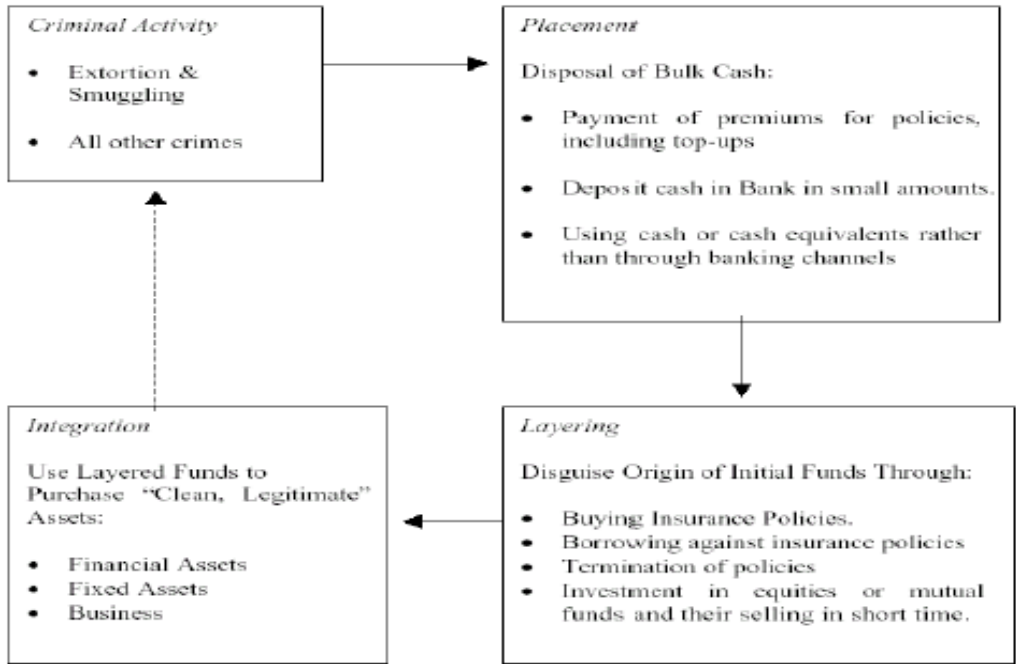 Criminal Activity
• Extortion &
Smuggling
• All other crimes
Placement
Disposal of Bulk Cash:
• Payment of premiums for policies,
including top-ups
• Deposit cash in Bank in small amounts.
• Using cash or cash equivalents rather
than through banking channels
Layering
Disguise Origin of Initial Funds Through:
• Buying Insurance Policies.
• Borrowing against insurance policies
• Termination of policies
• Investment in equities or mutual
funds and their selling in short time.
Integration
Use Layered Funds to
Purchase “Clean, Legitimate”
Assets:
• Financial Assets
• Fixed Assets
• Business